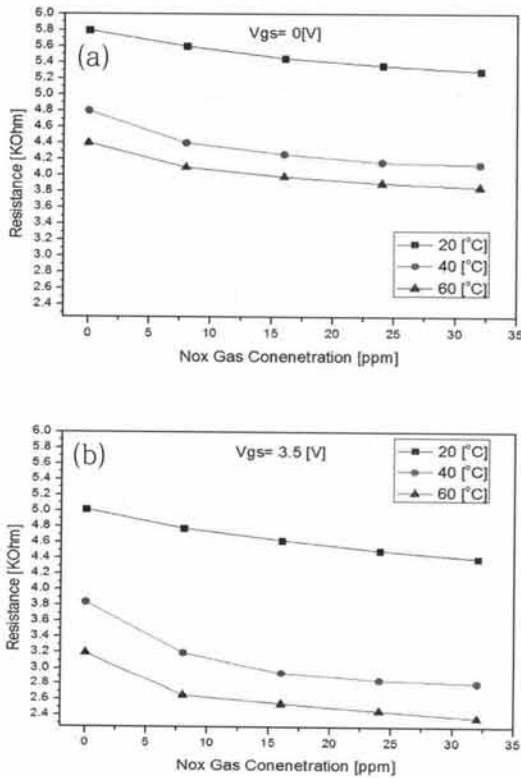 (a)
Vgs= 0[V]
Resistance [KOhm]
6.0
5.8
5.6
5.4
5.2
5.0
4.8
4.6
4.4
4.2
4.0
3.8
3.6
3.4
3.2
3.0
2.8
2.6
2.4
20 [°C]
40 [°C]
60 [°C]
0 5 10 15 20 25 30 35
Nox Gas Conenetration [ppm]
(b)
Vgs= 3.5 [V]
Resistance [KOhm]
6.0
5.8
5.6
5.4
5.2
5.0
4.8
4.6
4.4
4.2
4.0
3.8
3.6
3.4
3.2
3.0
2.8
2.6
2.4
20 [°C]
40 [°C]
60 [°C]
0 5 10 15 20 25 30 35
Nox Gas Conenetration [ppm]